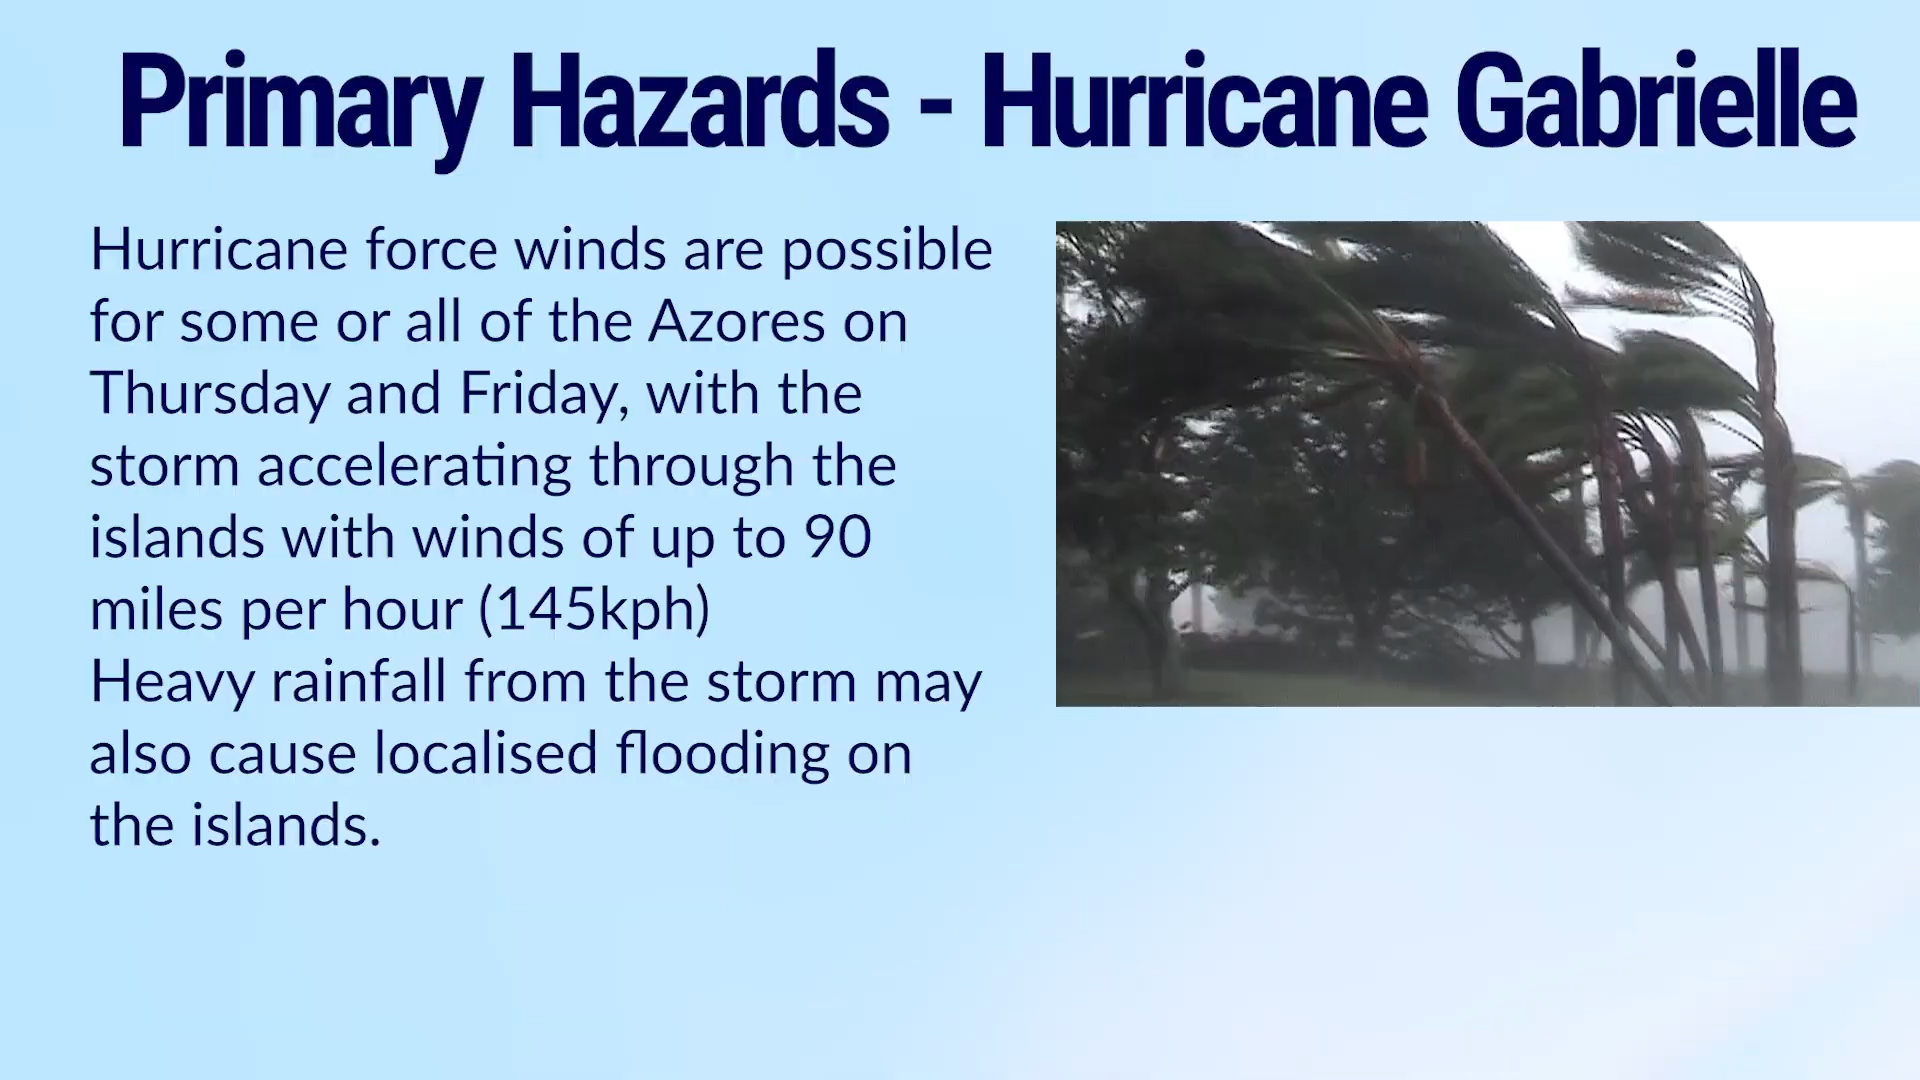 Primary Hazards - Hurricane Gabrielle
Hurricane force winds are possible
for some or all of the Azores on
Thursday and Friday, with the
storm accelerating through the
islands with winds of up to 90
miles per hour (145kph)
Heavy rainfall from the storm may
also cause localised flooding on
the islands.